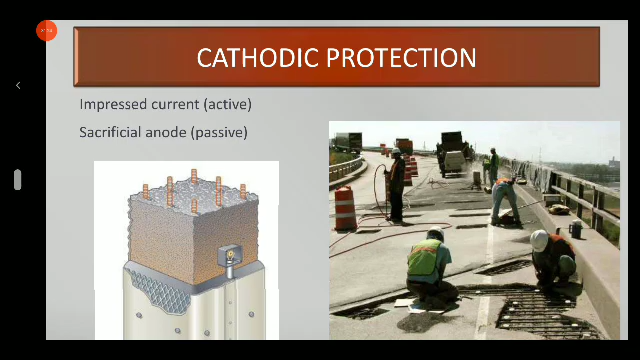 CATHODIC PROTECTION
Impressed current (active)
Sacrificial anode (passive)